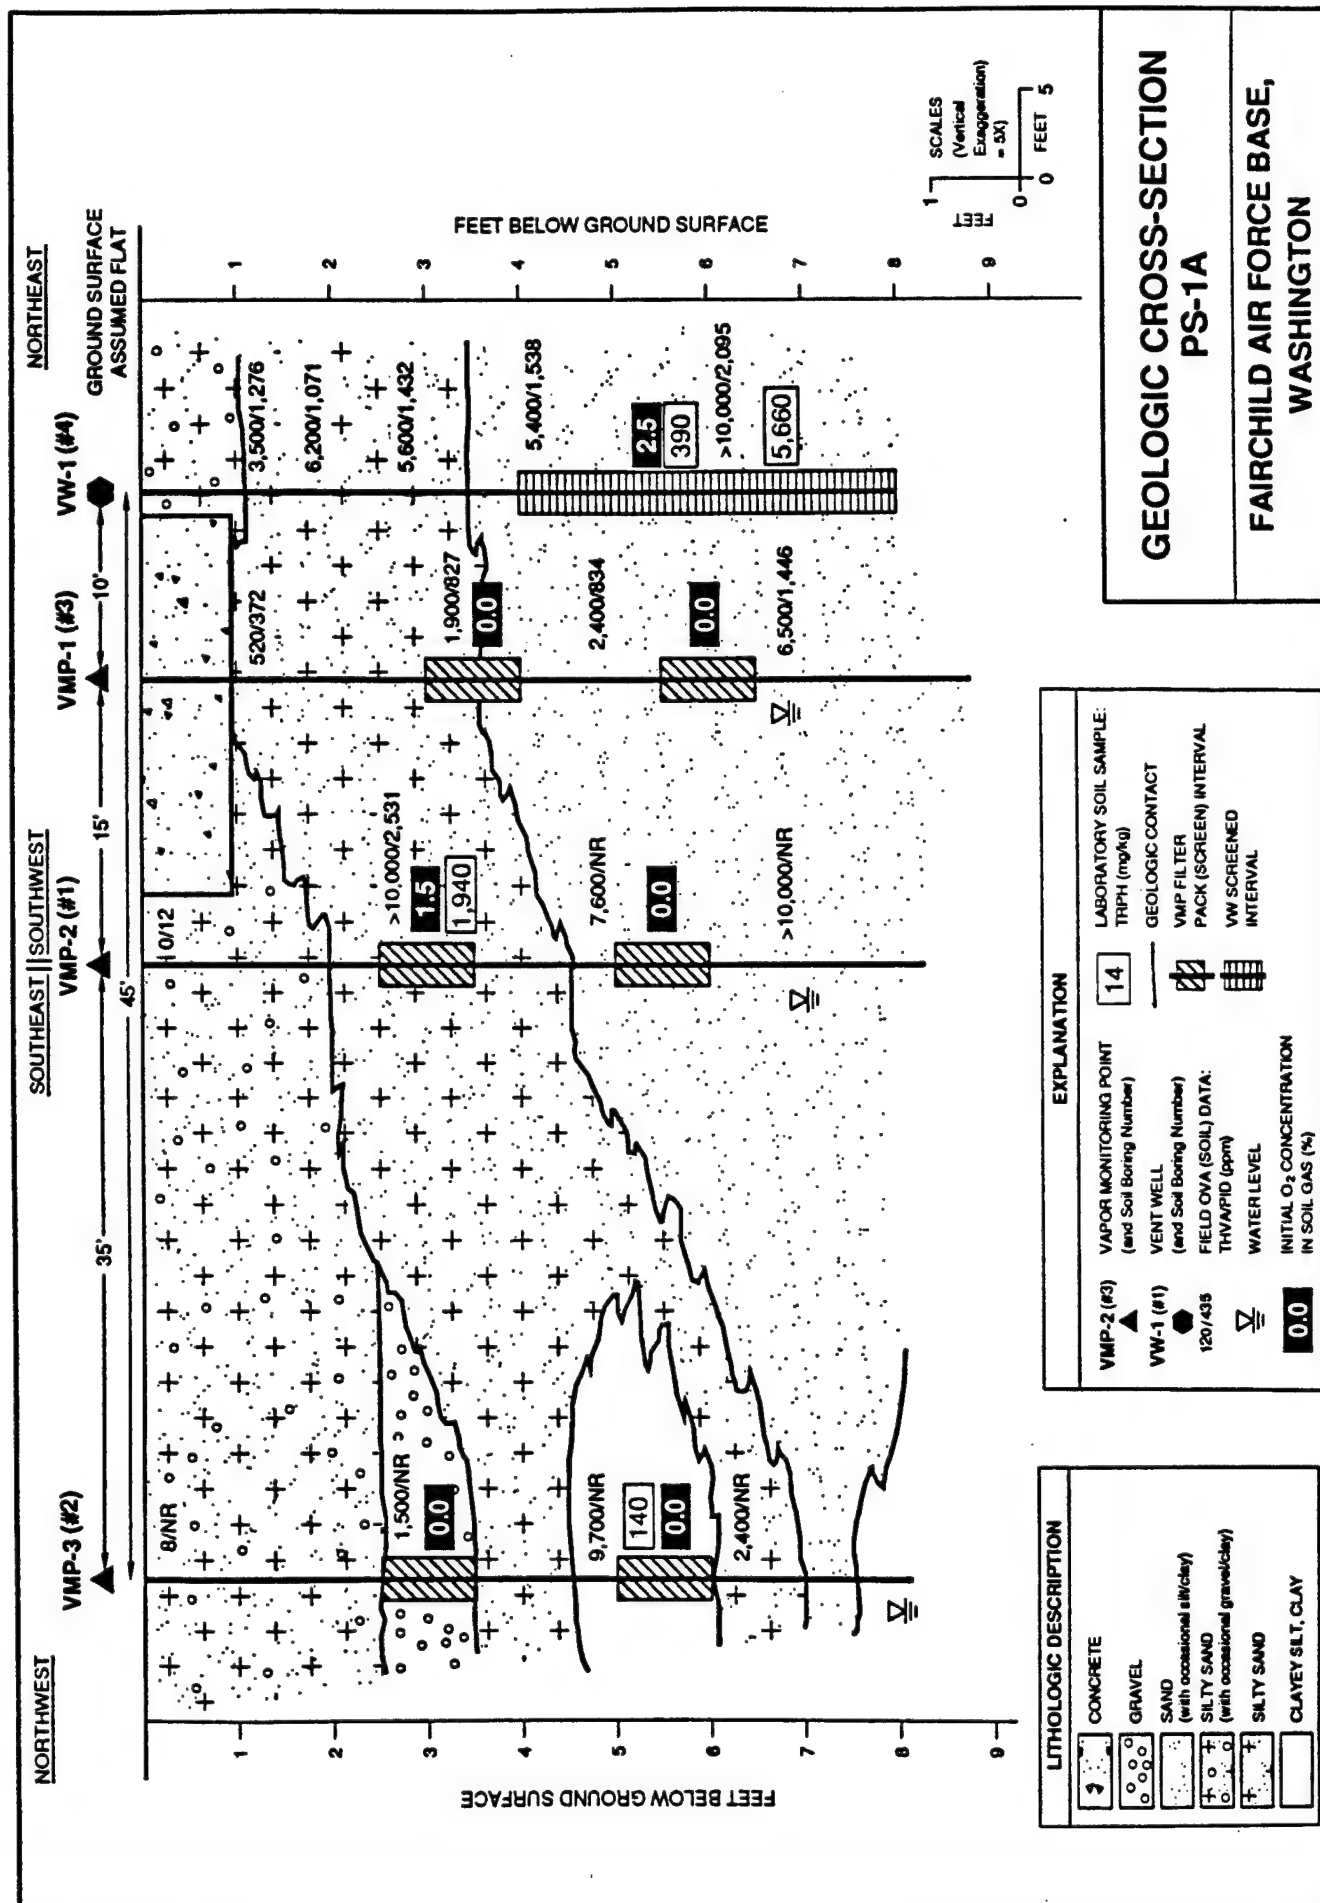 NORTHWEST
SOUTHEAST || SOUTHWEST
NORTHEAST
VMP-3 (#2)
VMP-2 (#1)
VMP-1 (#3)
VW-1 (#4)
GROUND SURFACE
ASSUMED FLAT
35'
15'
10'
45'
FEET BELOW GROUND SURFACE
1
2
3
4
5
6
7
8
9
8/NR
1,500/NR
0.0
9,700/NR
140
0.0
2,400/NR
0/12
>10,000/2,531
1.5
1,940
7,600/NR
0.0
>10,000/NR
520/372
1,900/827
0.0
2,400/834
0.0
6,500/1,446
3,500/1,276
6,200/1,071
5,600/1,432
5,400/1,538
2.5
390
>10,000/2,095
5,660
FEET BELOW GROUND SURFACE
1
2
3
4
5
6
7
8
9
SCALES
(Vertical
Exaggeration)
= 5X)
1
FEET
0
0
FEET
5
LITHOLOGIC DESCRIPTION
CONCRETE
GRAVEL
SAND
(with occasional silt/clay)
SILTY SAND
(with occasional gravel/clay)
SILTY SAND
CLAYEY SILT, CLAY
EXPLANATION
VMP-2 (#3)
VAPOR MONITORING POINT
(and Soil Boring Number)
VW-1 (#1)
VENT WELL
(and Soil Boring Number)
120/435
FIELD OVA (SOIL) DATA:
THVA/PID (ppm)
WATER LEVEL
0.0
INITIAL O₂ CONCENTRATION
IN SOIL GAS (%)
14
LABORATORY SOIL SAMPLE:
TRPH (mg/kg)
GEOLOGIC CONTACT
VMP FILTER
PACK (SCREEN) INTERVAL
VW SCREENED
INTERVAL
GEOLOGIC CROSS-SECTION
PS-1A
FAIRCHILD AIR FORCE BASE,
WASHINGTON